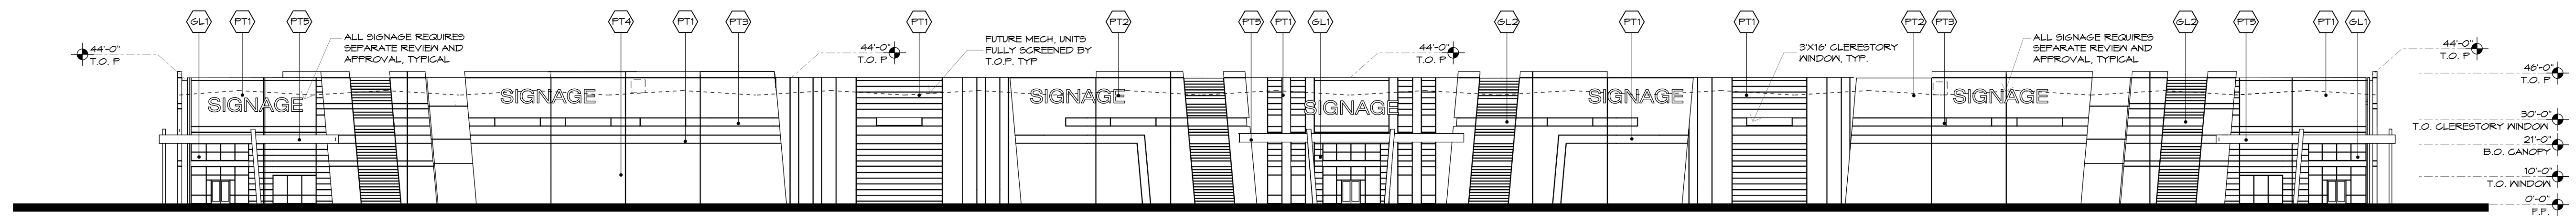 GL1 PT1 PT5 PT4 PT1 PT3 PT1 PT2 PT5 PT1 GL1 GL2 PT1 PT1 PT2 PT3 GL2 PT5 PT1 GL1
44'-0"
T.O. P
ALL SIGNAGE REQUIRES
SEPARATE REVIEW AND
APPROVAL, TYPICAL
44'-0"
T.O. P
FUTURE MECH, UNITS
FULLY SCREENED BY
T.O.P. TYP
44'-0"
T.O. P
3'X16' CLERESTORY
WINDOW, TYP.
ALL SIGNAGE REQUIRES
SEPARATE REVIEW AND
APPROVAL, TYPICAL
44'-0"
T.O. P
46'-0"
T.O. P
SIGNAGE
SIGNAGE
SIGNAGE
SIGNAGE
SIGNAGE
SIGNAGE
30'-0"
T.O. CLERESTORY WINDOW
21'-0"
B.O. CANOPY
10'-0"
T.O. WINDOW
0'-0"
F.F.